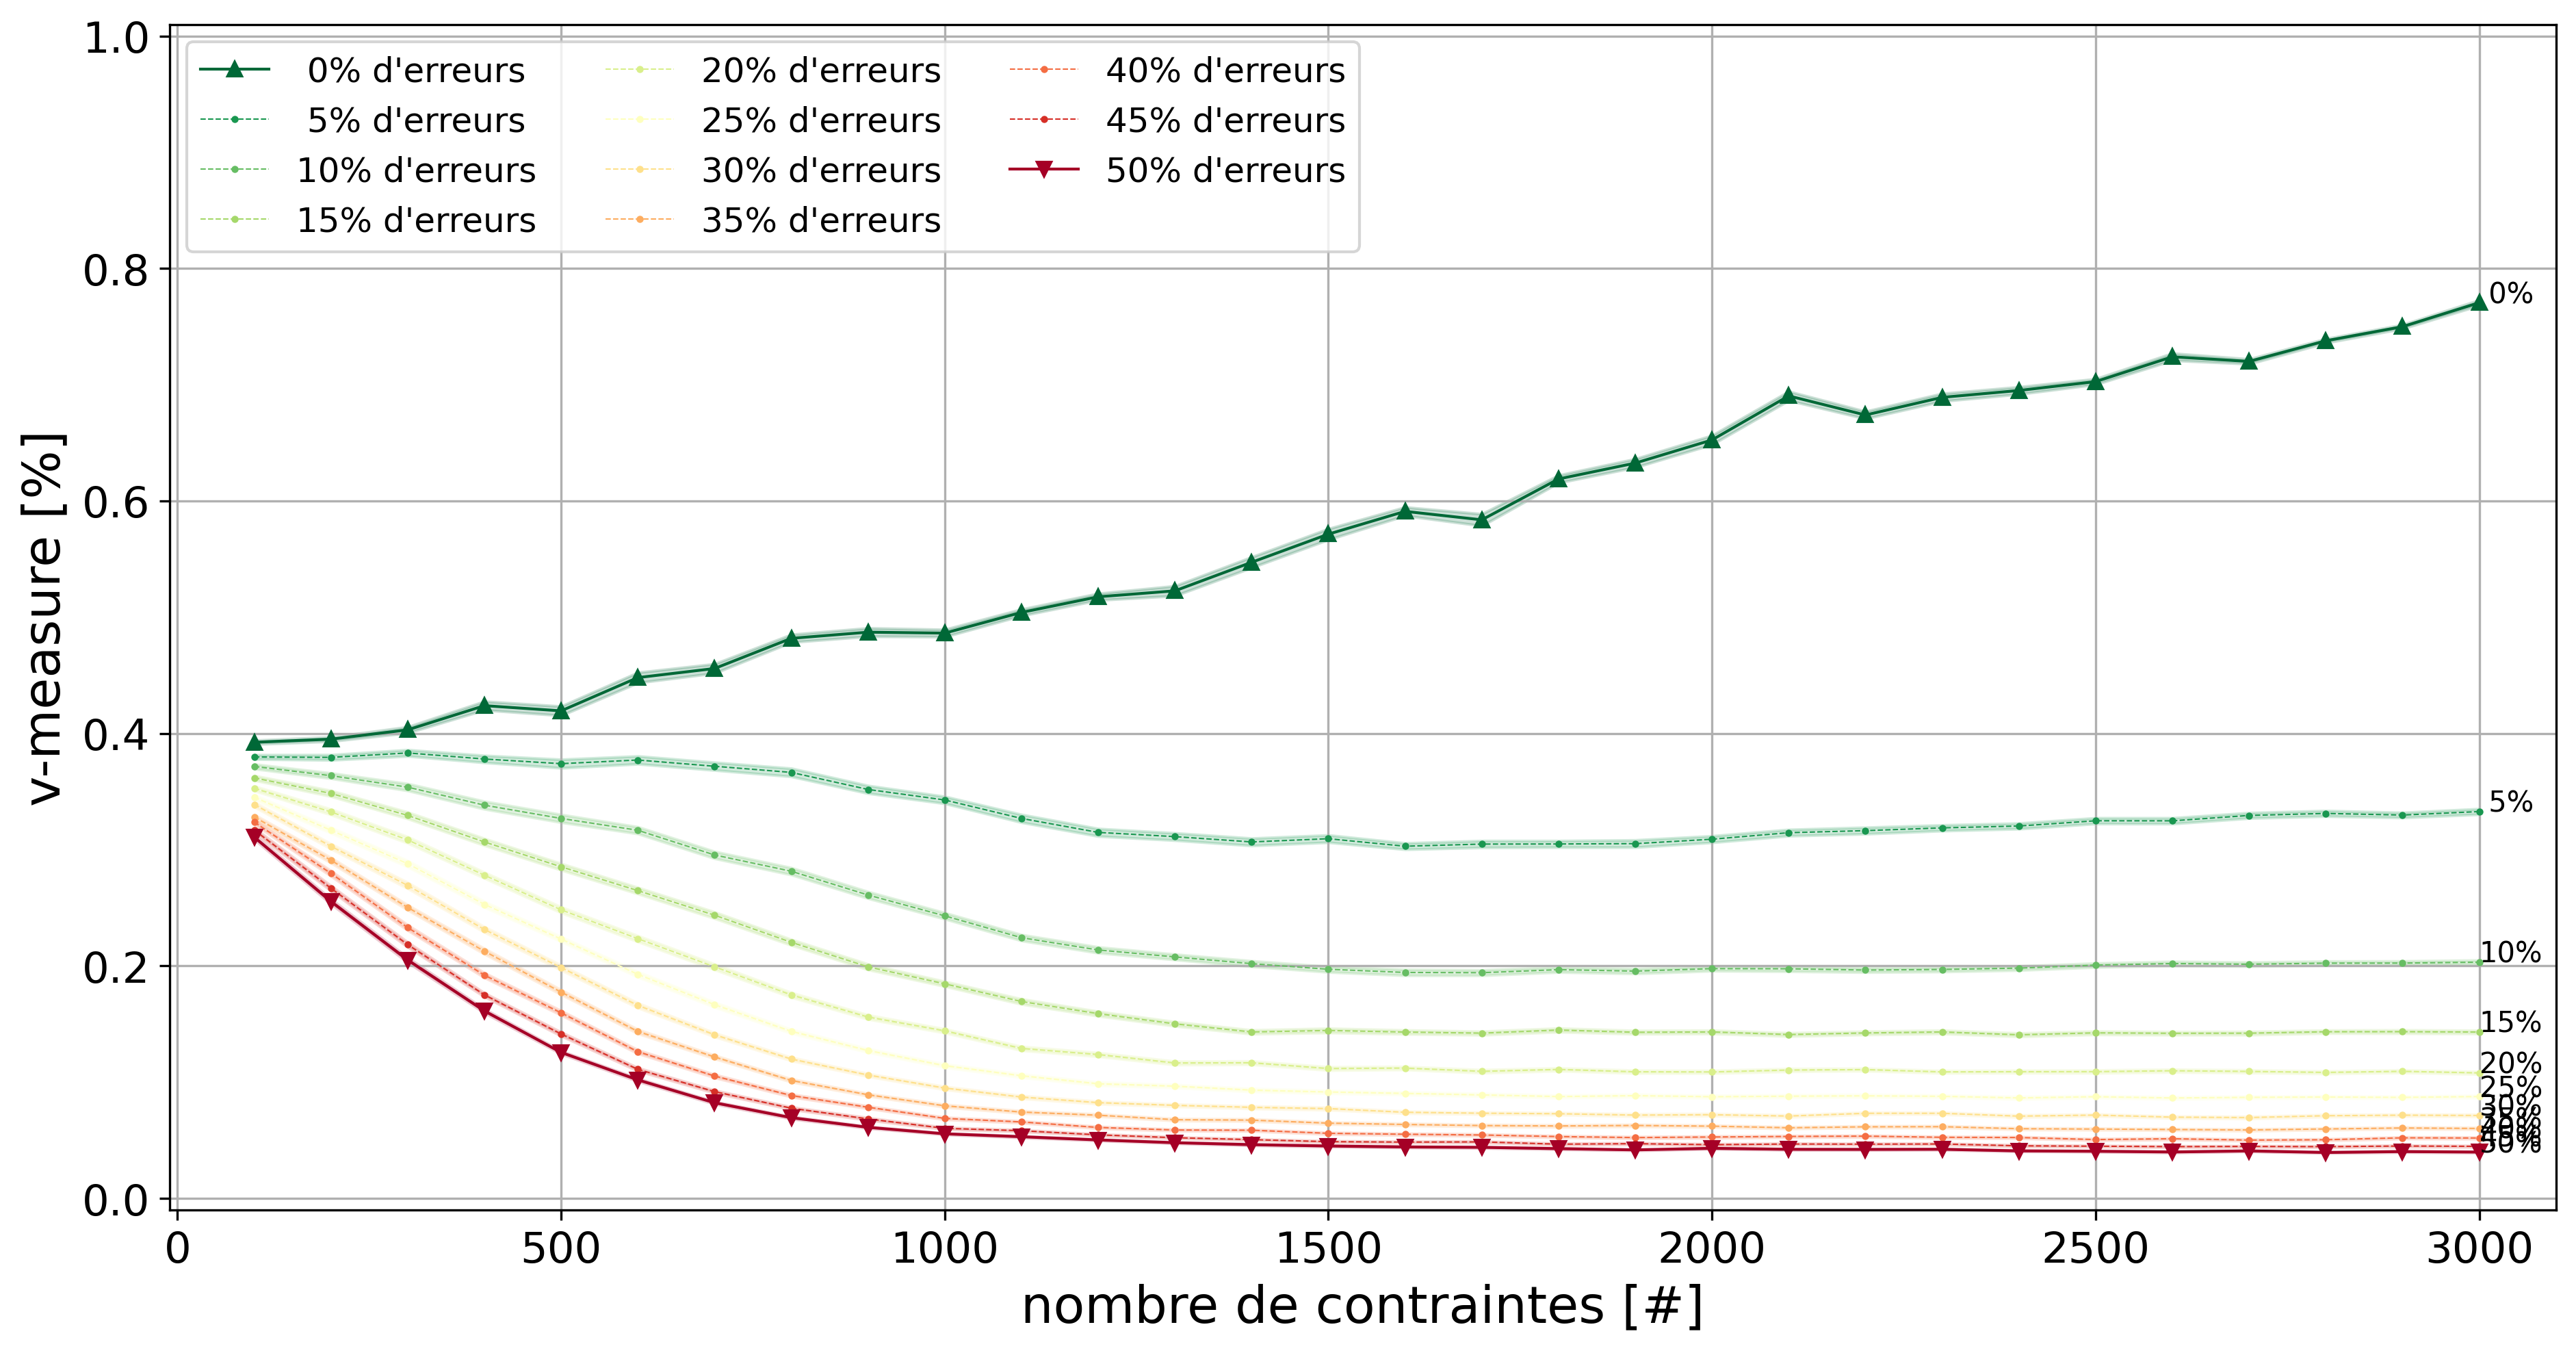 0% d'erreurs
5% d'erreurs
10% d'erreurs
15% d'erreurs
20% d'erreurs
25% d'erreurs
30% d'erreurs
35% d'erreurs
40% d'erreurs
45% d'erreurs
50% d'erreurs
v-measure [%]
1.0
0.8
0.6
0.4
0.2
0.0
0%
5%
10%
15%
20%
25%
30%
50%
0
500
1000
1500
2000
2500
3000
nombre de contraintes [#]